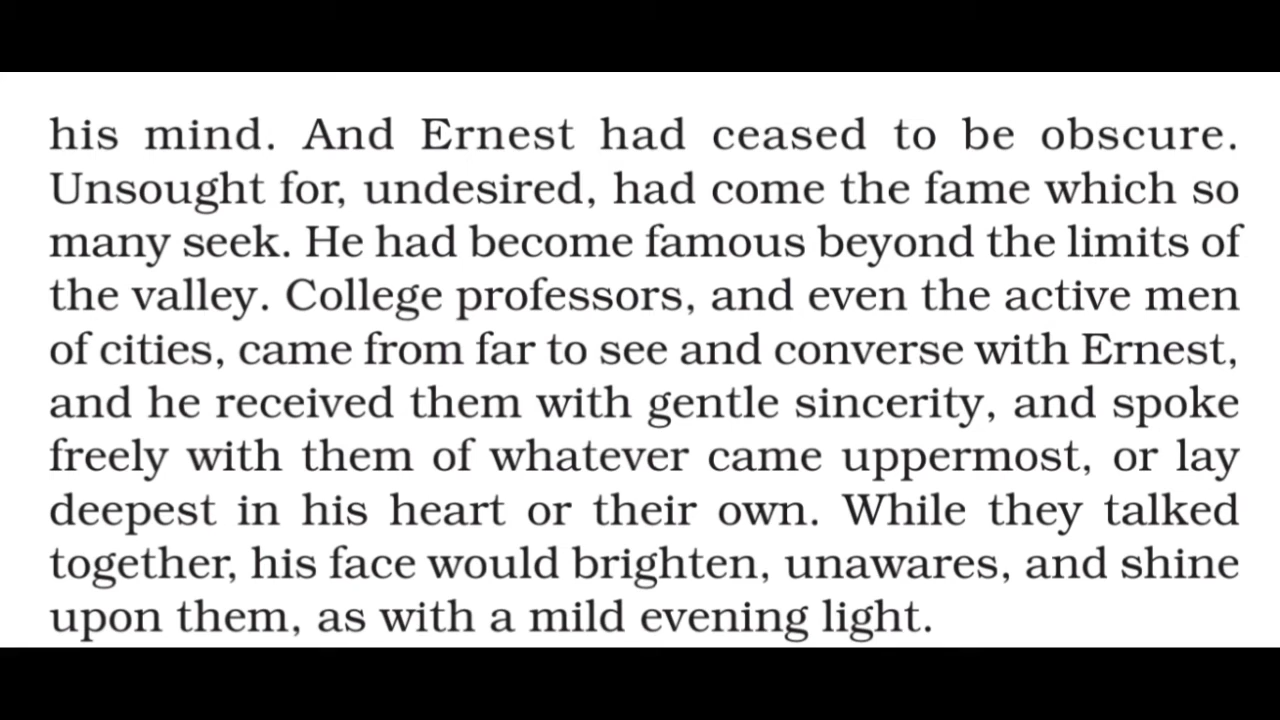 his mind. And Ernest had ceased to be obscure.
Unsought for, undesired, had come the fame which so
many seek. He had become famous beyond the limits of
the valley. College professors, and even the active men
of cities, came from far to see and converse with Ernest,
and he received them with gentle sincerity, and spoke
freely with them of whatever came uppermost, or lay
deepest in his heart or their own. While they talked
together, his face would brighten, unawares, and shine
upon them, as with a mild evening light.